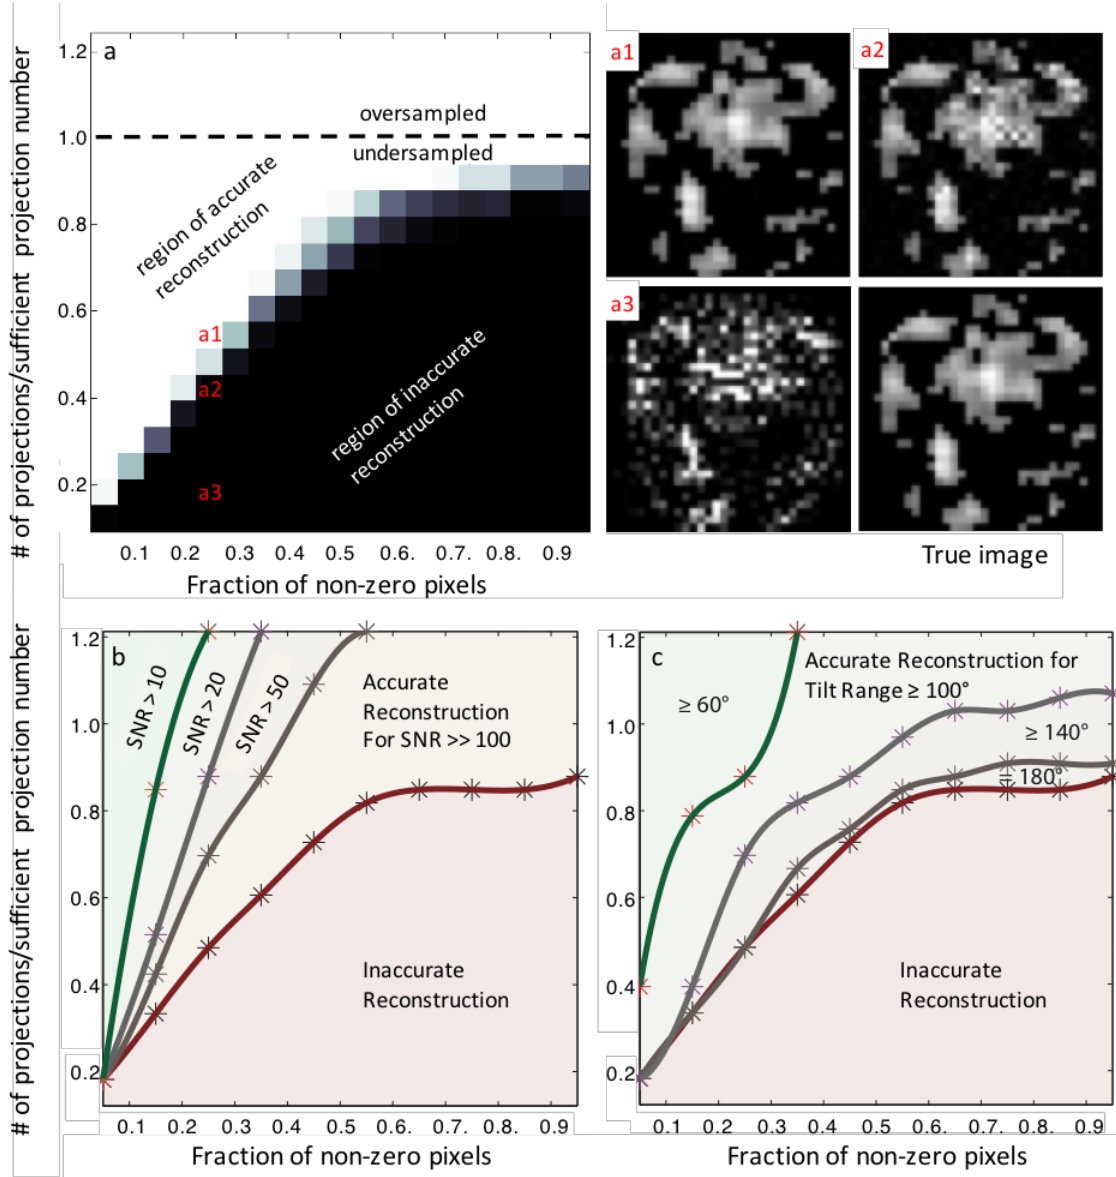 # of projections/sufficient projection number
1.2
1.0
0.8
0.6
0.4
0.2
a
oversampled
undersampled
region of accurate
reconstruction
region of inaccurate
reconstruction
a1
a2
a3
0.1 0.2 0.3 0.4 0.5 0.6 0.7. 0.8. 0.9
Fraction of non-zero pixels
a1
a2
a3
True image
# of projections/sufficient projection number
1.2
1.0
0.8
0.6
0.4
0.2
b
SNR > 10
SNR > 20
SNR > 50
Accurate
Reconstruction
For SNR >> 100
Inaccurate
Reconstruction
0.1 0.2 0.3 0.4 0.5 0.6. 0.7. 0.8. 0.9
Fraction of non-zero pixels
1.2
1.0
0.8
0.6
0.4
0.2
c
≥ 60°
Accurate Reconstruction for
Tilt Range ≥ 100°
≥ 140°
= 180°
Inaccurate
Reconstruction
0.1 0.2 0.3 0.4 0.5 0.6. 0.7. 0.8. 0.9
Fraction of non-zero pixels